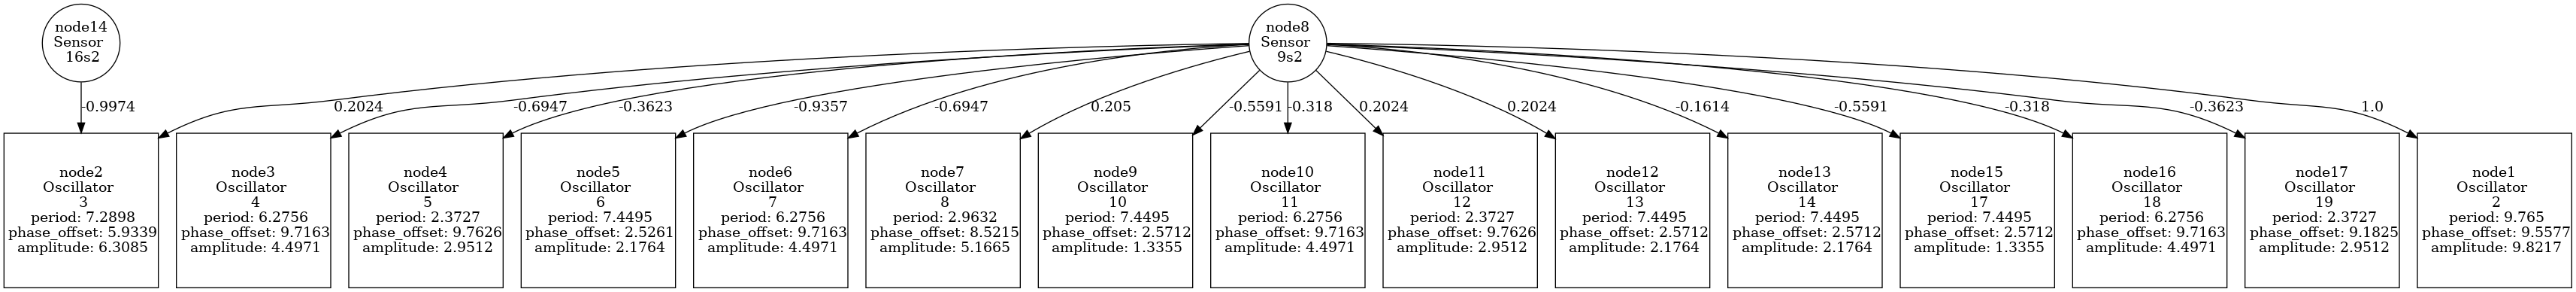 node14
Sensor
16s2
node8
Sensor
9s2
-0.9974
0.2024
-0.6947
-0.3623
-0.9357
-0.6947
0.205
-0.5591
-0.318
0.2024
0.2024
-0.1614
-0.5591
-0.318
-0.3623
1.0
node2
Oscillator
3
period: 7.2898
phase_offset: 5.9339
amplitude: 6.3085
node3
Oscillator
4
period: 6.2756
phase_offset: 9.7163
amplitude: 4.4971
node4
Oscillator
5
period: 2.3727
phase_offset: 9.7626
amplitude: 2.9512
node5
Oscillator
6
period: 7.4495
phase_offset: 2.5261
amplitude: 2.1764
node6
Oscillator
7
period: 6.2756
phase_offset: 9.7163
amplitude: 4.4971
node7
Oscillator
8
period: 2.9632
phase_offset: 8.5215
amplitude: 5.1665
node9
Oscillator
10
period: 7.4495
phase_offset: 2.5712
amplitude: 1.3355
node10
Oscillator
11
period: 6.2756
phase_offset: 9.7163
amplitude: 4.4971
node11
Oscillator
12
period: 2.3727
phase_offset: 9.7626
amplitude: 2.9512
node12
Oscillator
13
period: 7.4495
phase_offset: 2.5712
amplitude: 2.1764
node13
Oscillator
14
period: 7.4495
phase_offset: 2.5712
amplitude: 2.1764
node15
Oscillator
17
period: 7.4495
phase_offset: 2.5712
amplitude: 1.3355
node16
Oscillator
18
period: 6.2756
phase_offset: 9.7163
amplitude: 4.4971
node17
Oscillator
19
period: 2.3727
phase_offset: 9.1825
amplitude: 2.9512
node1
Oscillator
2
period: 9.765
phase_offset: 9.5577
amplitude: 9.8217